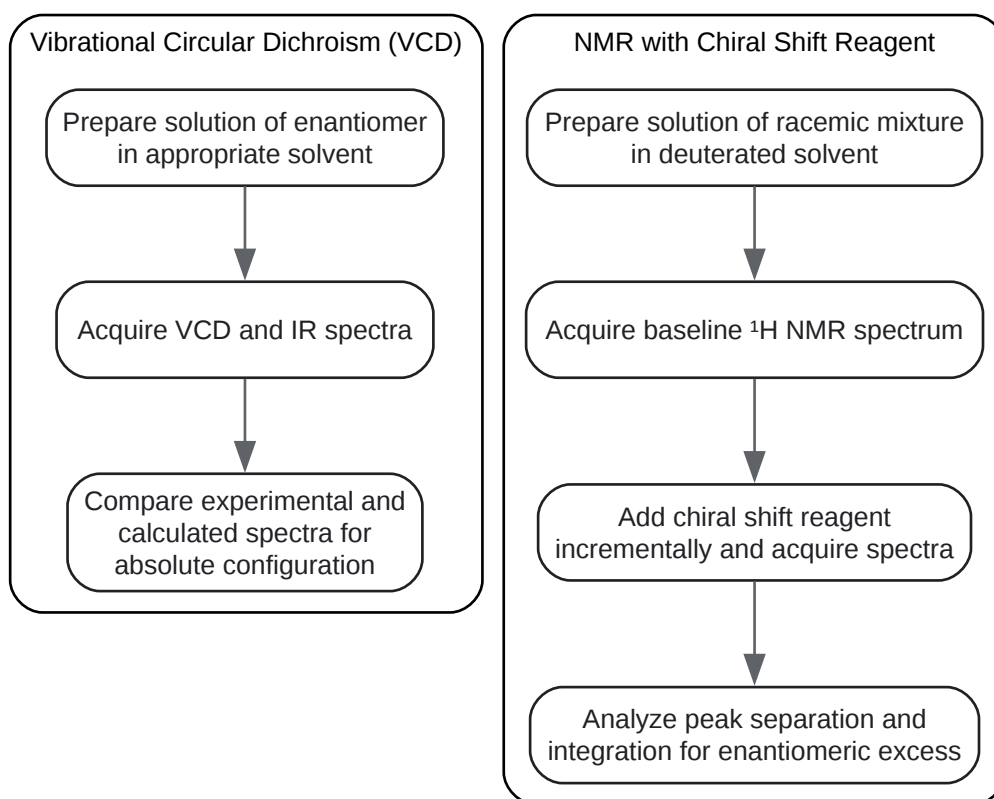 Vibrational Circular Dichroism (VCD)
Prepare solution of enantiomer
in appropriate solvent
Acquire VCD and IR spectra
Compare experimental and
calculated spectra for
absolute configuration
NMR with Chiral Shift Reagent
Prepare solution of racemic mixture
in deuterated solvent
Acquire baseline ¹H NMR spectrum
Add chiral shift reagent
incrementally and acquire spectra
Analyze peak separation and
integration for enantiomeric excess